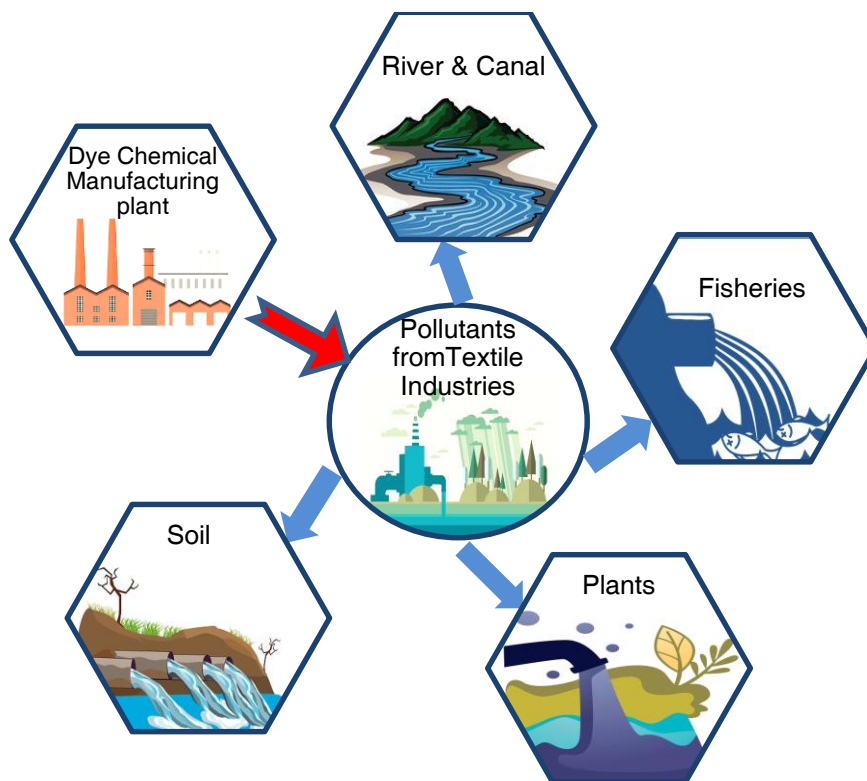 River & Canal
Dye Chemical
Manufacturing
plant
Fisheries
Pollutants
fromTextile
Industries
Soil
Plants